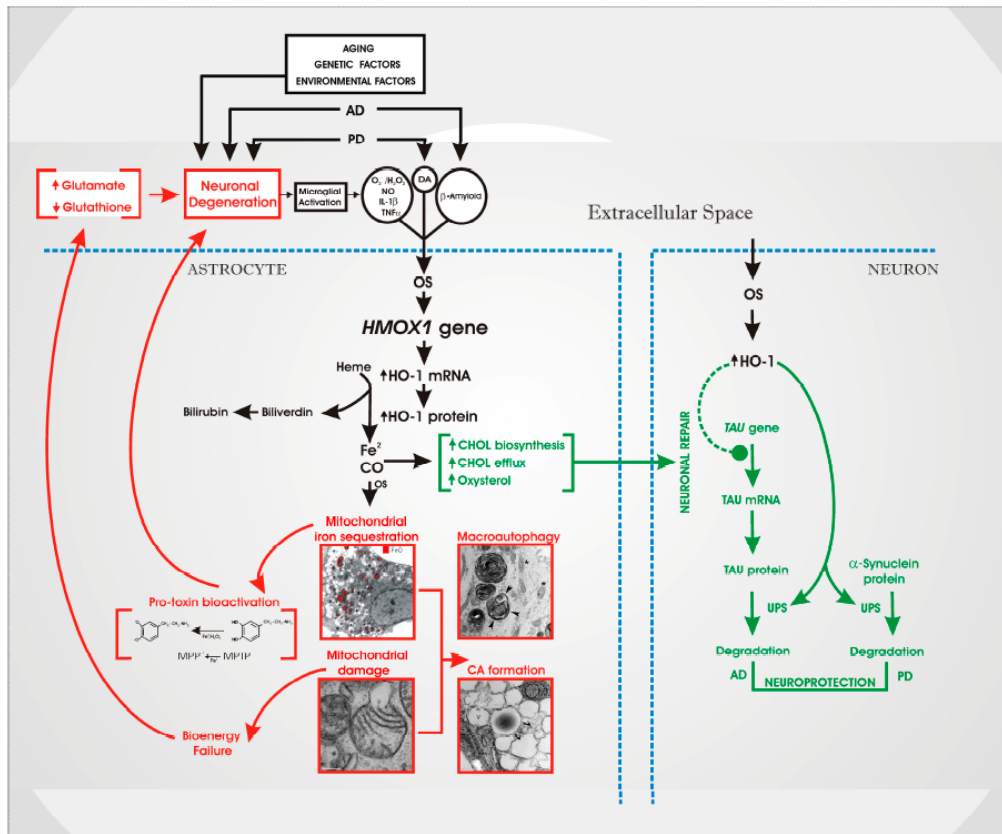 AGING
GENETIC FACTORS
ENVIRONMENTAL FACTORS
AD
PD
↑ Glutamate
↓ Glutathione
Neuronal
Degeneration
Microglial
Activation
NO
IL-1β
TNFα
DA
β-Amyloid
Extracellular Space
ASTROCYTE
NEURON
OS
HMOX1 gene
Heme
↑HO-1 mRNA
Bilirubin
Biliverdin
↑HO-1 protein
Fe²
CO
OS
↑ CHOL biosynthesis
↑ CHOL efflux
↑ Oxysterol
OS
↑HO-1
NEURONAL REPAIR
TAU gene
TAU mRNA
TAU protein
α-Synuclein
protein
UPS
UPS
Degradation
Degradation
AD
NEUROPROTECTION
PD
Mitochondrial
iron sequestration
FeO
Macroautophagy
Pro-toxin bioactivation
MPP⁺
MPTP
Mitochondrial
damage
CA formation
Bioenergy
Failure